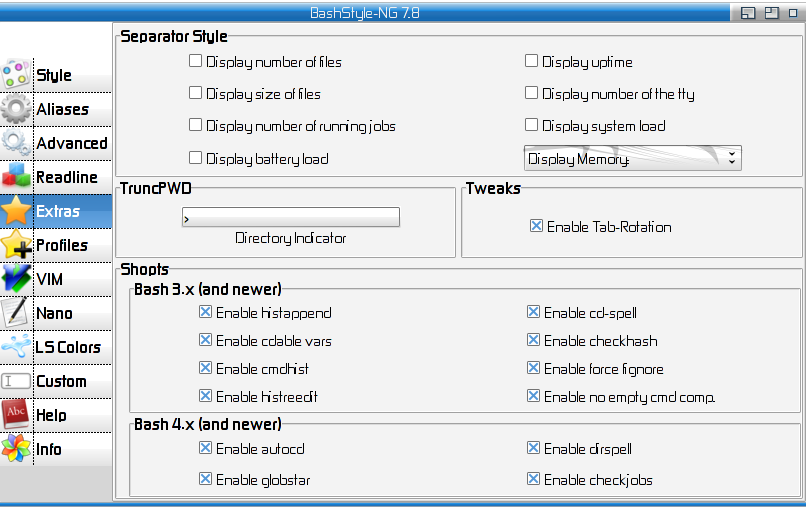 BashStyle-NG 7.8
Style
Aliases
Advanced
Readline
Extras
Profiles
VIM
Nano
LS Colors
Custom
Abc
Help
Info
Separator Style
Display number of files
Display uptime
Display size of files
Display number of the tty
Display number of running jobs
Display system load
Display battery load
Display Memory:
TruncPWD
>
Directory Indicator
Tweaks
Enable Tab-Rotation
Shopts
Bash 3.x (and newer)
Enable histappend
Enable cd-spell
Enable cdable vars
Enable checkhash
Enable cmdhist
Enable force fignore
Enable histreedit
Enable no empty cmd comp.
Bash 4.x (and newer)
Enable autocd
Enable dirspell
Enable globstar
Enable checkjobs